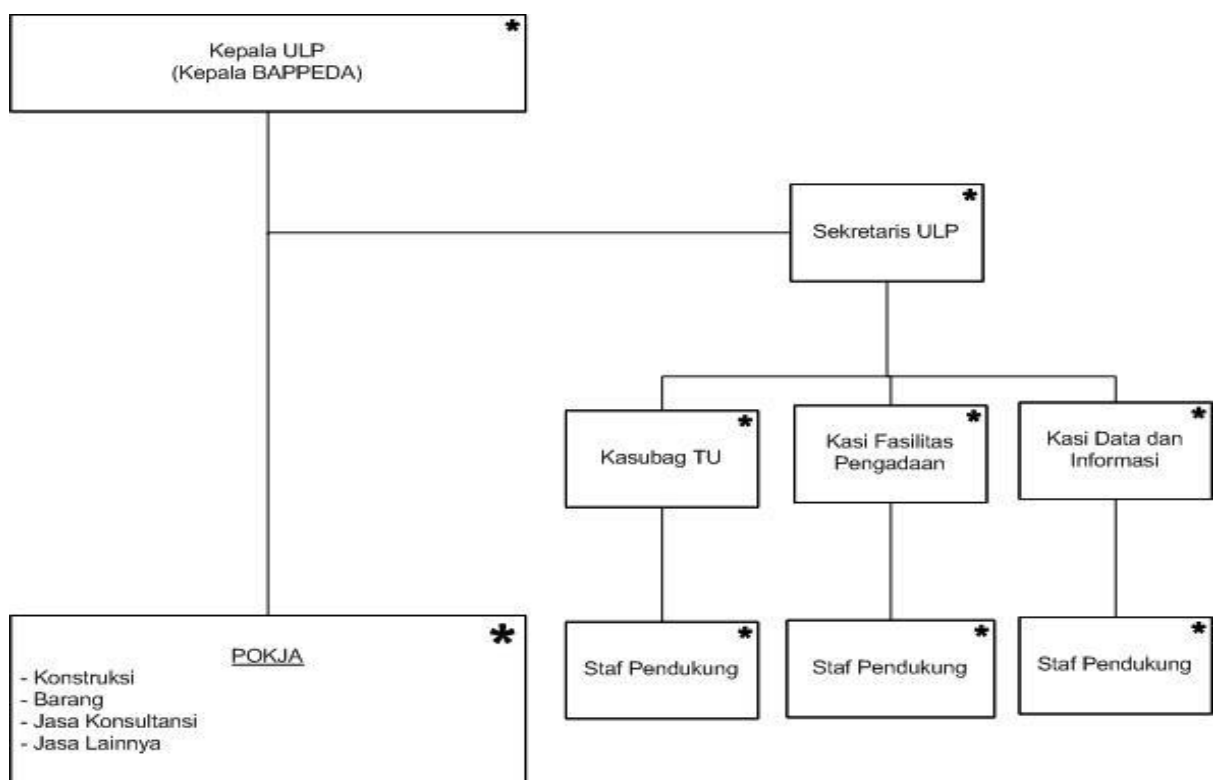 *
Kepala ULP
(Kepala BAPPEDA)
*
Sekretaris ULP
*
Kasubag TU
*
Kasi Fasilitas
Pengadaan
*
Kasi Data dan
Informasi
*
POKJA
- Konstruksi
- Barang
- Jasa Konsultansi
- Jasa Lainnya
*
Staf Pendukung
*
Staf Pendukung
*
Staf Pendukung